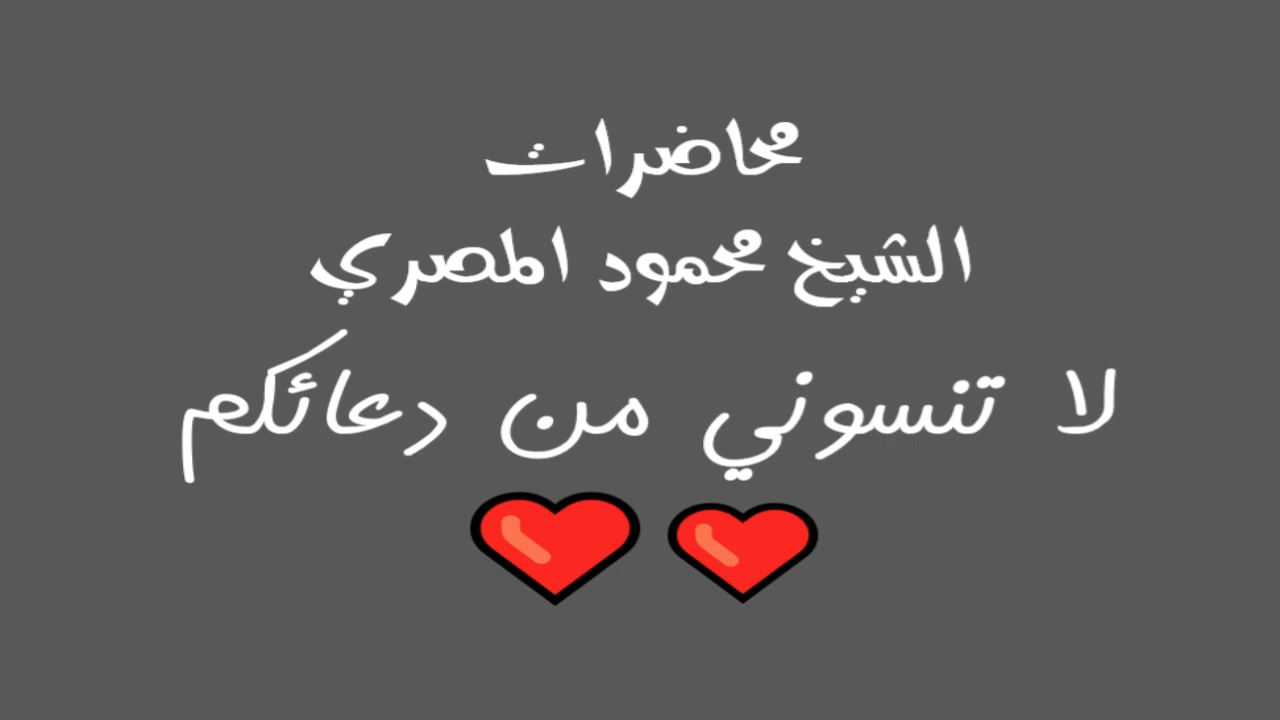 محاضرات
الشيخ محمود المصري
لا تنسوني من دعائكم